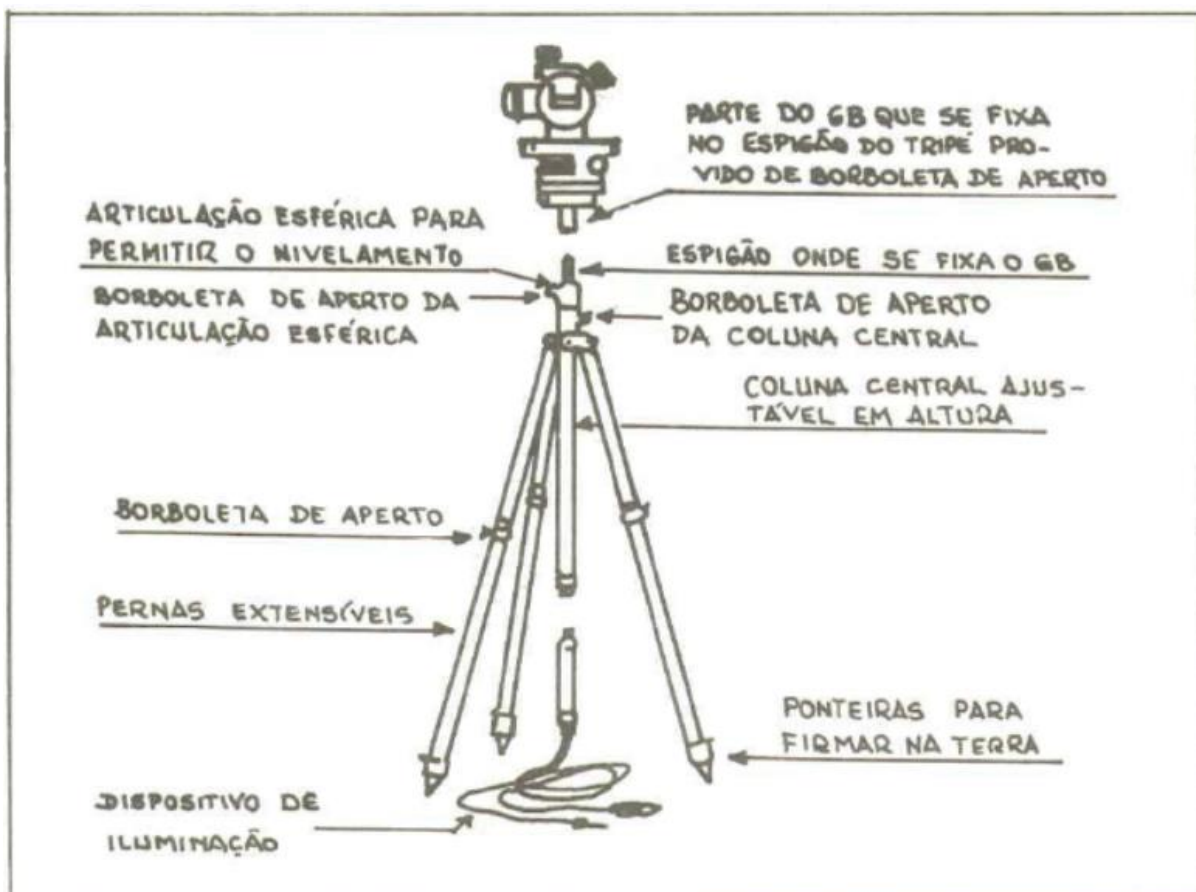 PARTE DO GB QUE SE FIXA
NO ESPIGÃO DO TRIPÉ PRO-
VIDO DE BORBOLETA DE APERTO
ARTICULAÇÃO ESFÉRICA PARA
PERMITIR O NIVELAMENTO
ESPIGÃO ONDE SE FIXA O GB
BORBOLETA DE APERTO DA
ARTICULAÇÃO ESFÉRICA
BORBOLETA DE APERTO
DA COLUNA CENTRAL
COLUNA CENTRAL AJUS-
TÁVEL EM ALTURA
BORBOLETA DE APERTO
PERNAS EXTENSÍVEIS
PONTEIRAS PARA
FIRMAR NA TERRA
DISPOSITIVO DE
ILUMINAÇÃO